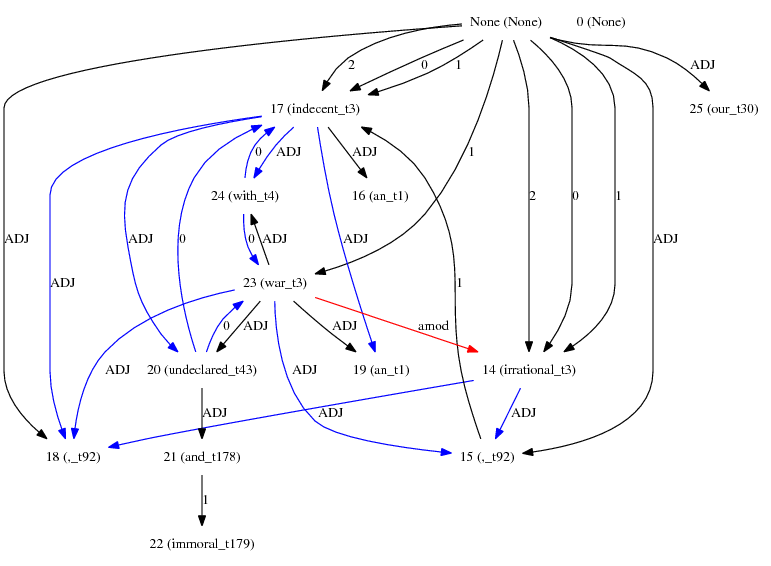 None (None) 0 (None)
2 0 1 ADJ
17 (indecent_t3) 25 (our_t30)
0 ADJ ADJ 1
24 (with_t4) 16 (an_t1) 2 0 1
ADJ ADJ 0 0 ADJ ADJ ADJ
ADJ 23 (war_t3) 1
0 ADJ ADJ amod
20 (undeclared_t43) 19 (an_t1) 14 (irrational_t3)
ADJ ADJ
ADJ ADJ ADJ
18 (,_t92) 21 (and_t178) 15 (,_t92)
1
22 (immoral_t179)